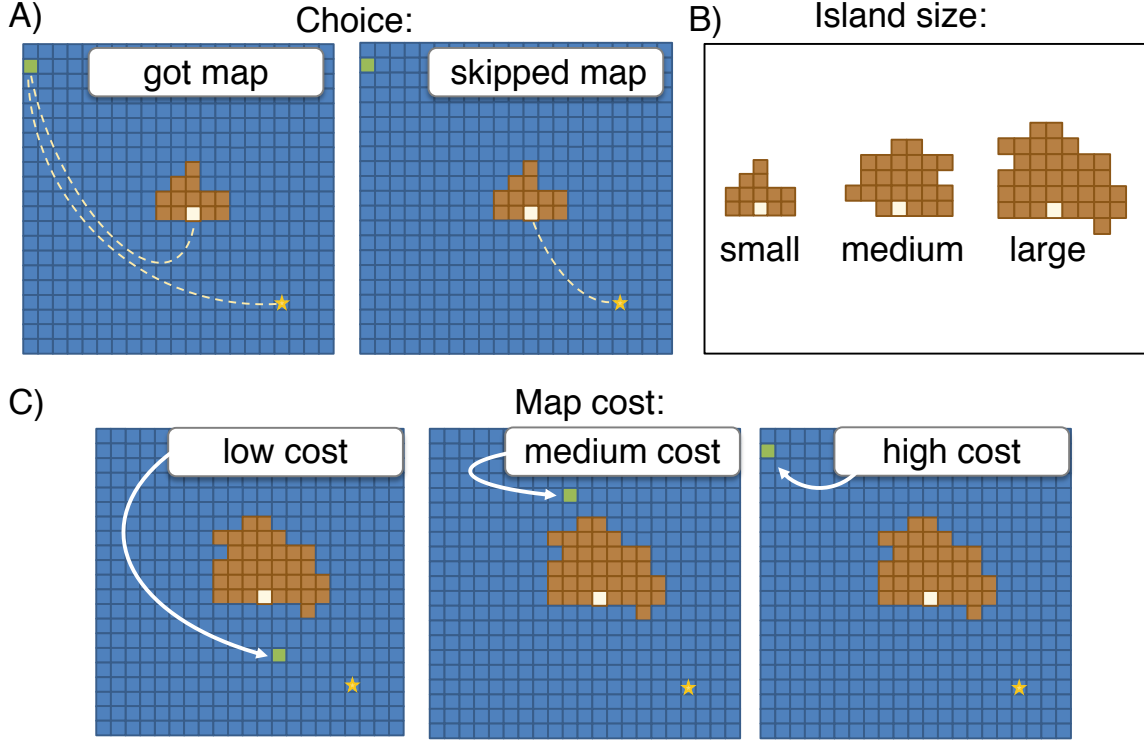 A)
Choice:
got map
skipped map
B)
Island size:
small
medium
large
C)
Map cost:
low cost
medium cost
high cost